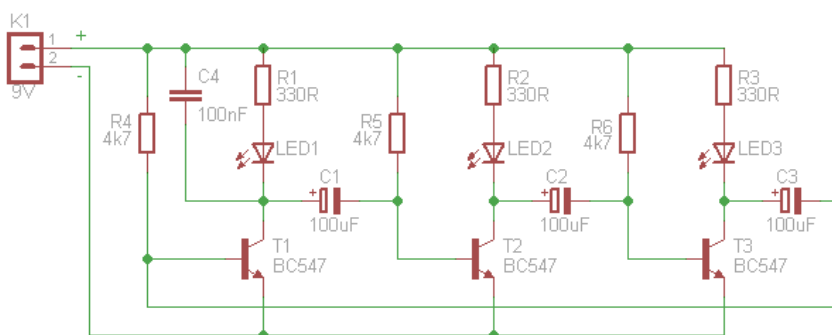 K1
1
2
+
-
9V
R4
4k7
C4
100nF
R1
330R
LED1
+
C1
100uF
T1
BC547
R5
4k7
R2
330R
LED2
+
C2
100uF
T2
BC547
R6
4k7
R3
330R
LED3
+
C3
100uF
T3
BC547